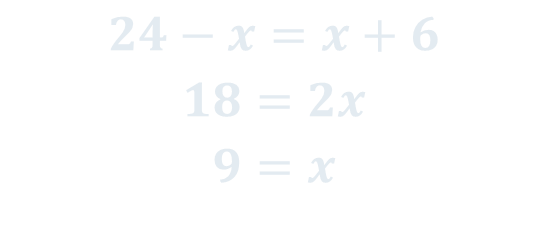 24 − x = x + 6
18 = 2x
9 = x